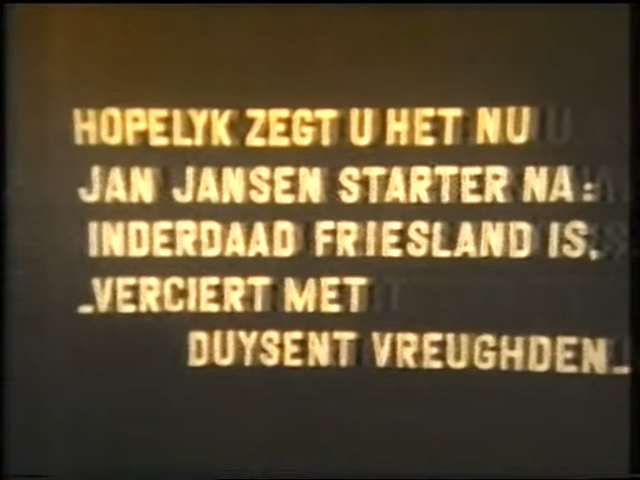 HOPELYK ZEGT U HET NU
JAN JANSEN STARTER NA:
INDERDAAD FRIESLAND IS.
„VERCIERT MET
DUYSENT VREUGHDEN„